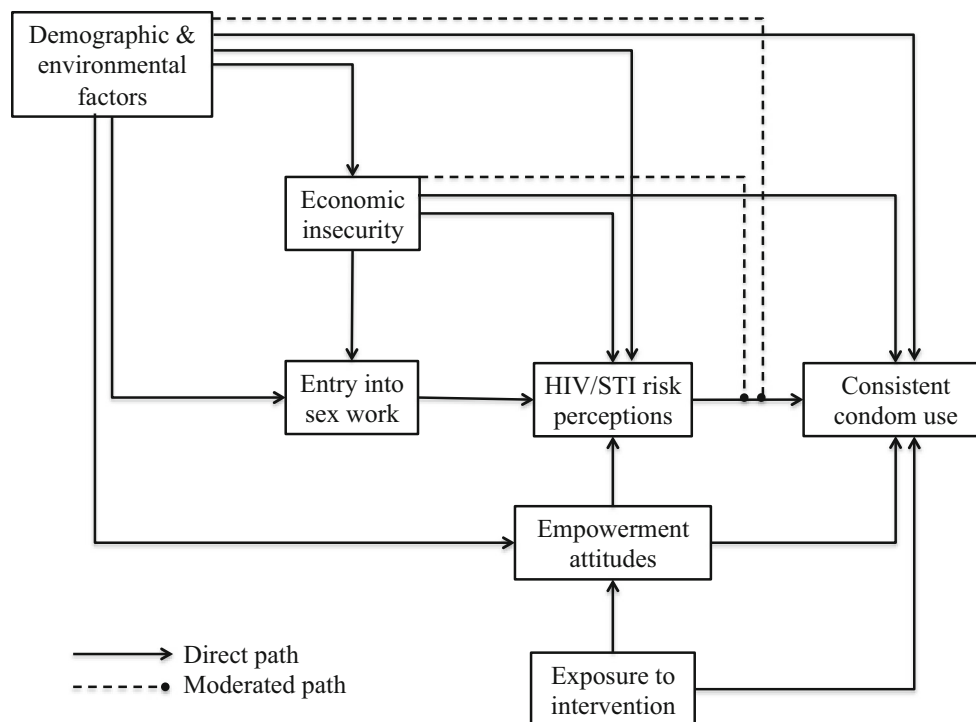 Demographic &
environmental
factors
Economic
insecurity
Entry into
sex work
HIV/STI risk
perceptions
Consistent
condom use
Empowerment
attitudes
Exposure to
intervention
Direct path
Moderated path